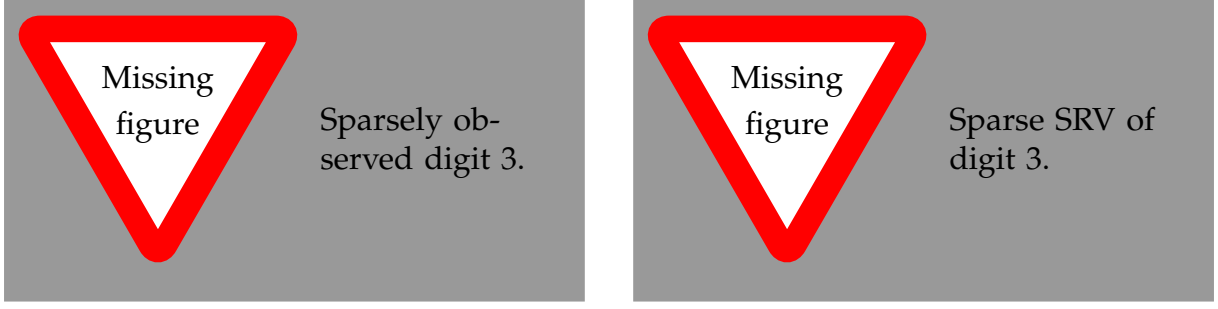 Missing
figure
Sparsely ob-
served digit 3.
Missing
figure
Sparse SRV of
digit 3.